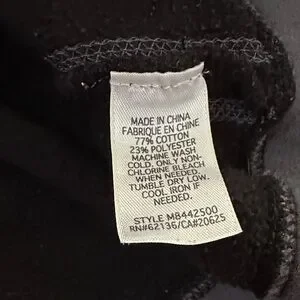 MADE IN CHINA
FABRIQUE EN CHINE
77% COTTON
23% POLYESTER
MACHINE WASH
COLD. ONLY NON-
CHLORINE BLEACH
WHEN NEEDED.
TUMBLE DRY LOW.
COOL IRON IF
NEEDED.
STYLE M8442500
RN#62136/CA#20625